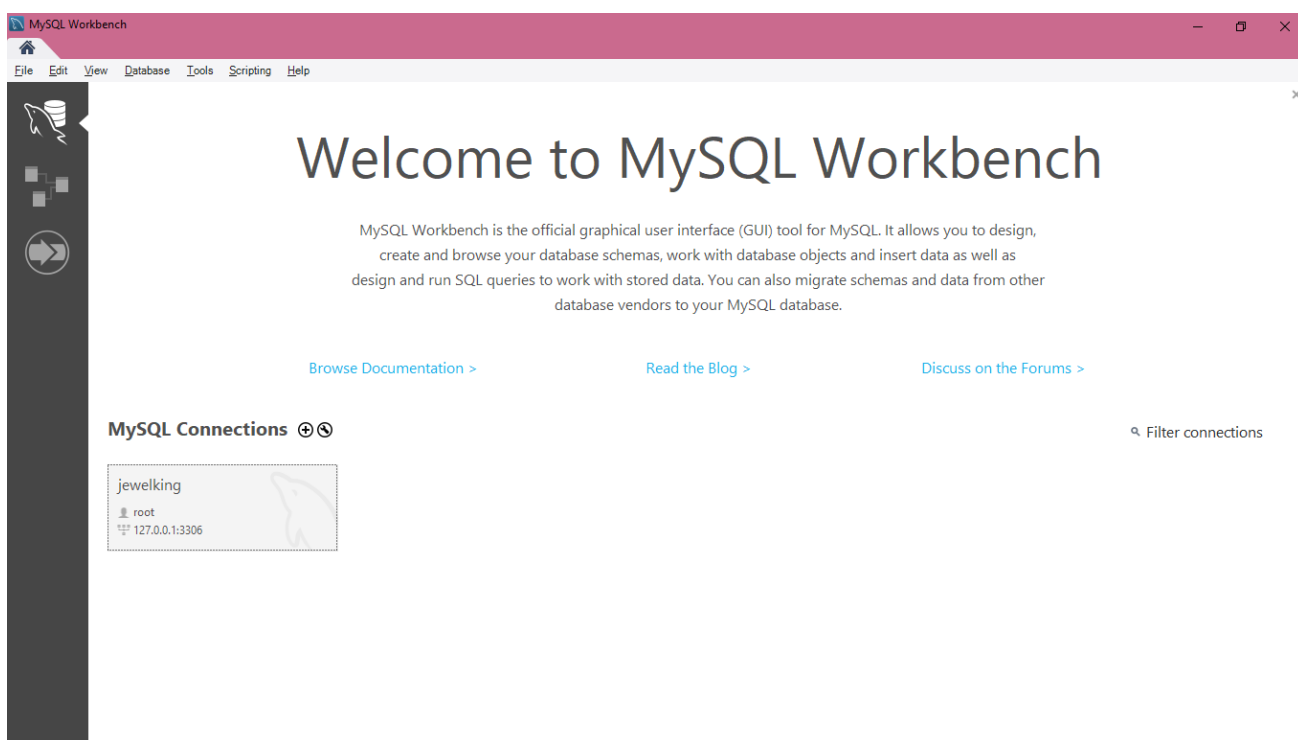 MySQL Workbench
File Edit View Database Tools Scripting Help
Welcome to MySQL Workbench
MySQL Workbench is the official graphical user interface (GUI) tool for MySQL. It allows you to design,
create and browse your database schemas, work with database objects and insert data as well as
design and run SQL queries to work with stored data. You can also migrate schemas and data from other
database vendors to your MySQL database.
Browse Documentation > Read the Blog > Discuss on the Forums >
MySQL Connections Filter connections
jewelking
root
127.0.0.1:3306